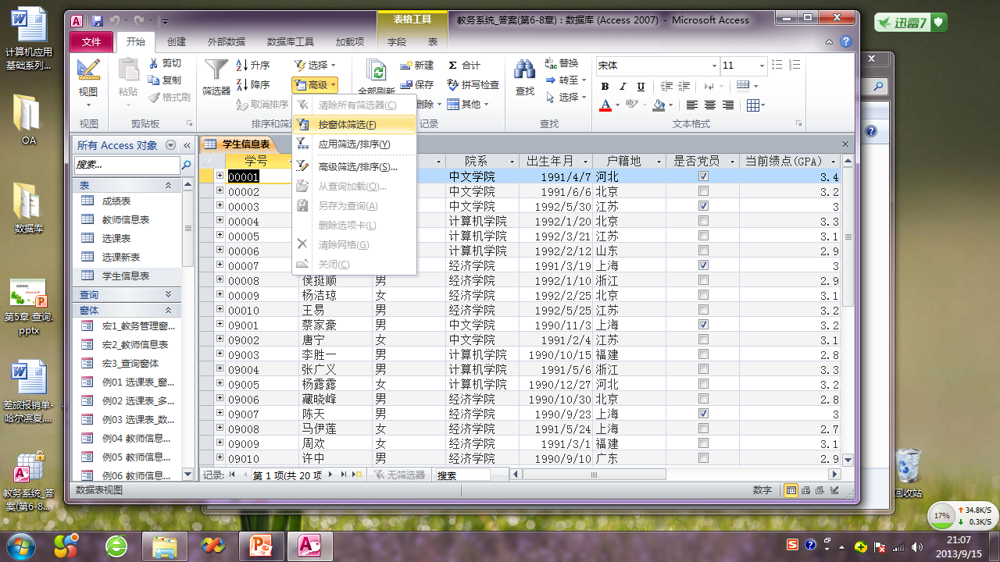 计算机应用
基础系列...
OA
数据库
第5章 查询.
pptx
差旅报销单-
哈尔滨夏....
教务系统_答
案(第6-8...
迅雷7
回收站
表格工具
教务系统_答案(第6-8章) : 数据库 (Access 2007) - Microsoft Access
文件 开始 创建 外部数据 数据库工具 加载项 字段 表
视图
视图
粘贴
剪切
复制
格式刷
剪贴板
筛选器
升序
降序
取消排序
选择
高级
排序和筛
全部刷新
新建
保存
删除
合计
拼写检查
其他
记录
查找
替换
转至
选择
查找
宋体 11
B I U
文本格式
清除所有筛选器(C)
按窗体筛选(F)
应用筛选/排序(Y)
高级筛选/排序(S)...
从查询加载(Q)...
另存为查询(A)
删除选项卡(L)
清除网格(G)
关闭(C)
所有 Access 对象
搜索...
表
成绩表
教师信息表
选课表
选课新表
学生信息表
查询
窗体
宏1_教务管理窗...
宏2_教师信息表
宏3_查询窗体
例01 选课表_窗...
例02 选课表_多...
例03 选课表_数...
例04 教师信息...
例05 教师信息...
例06 教师信息...
学生信息表
学号 院系 出生年月 户籍地 是否党员 当前绩点(GPA)
00001 中文学院 1991/4/7 河北 3.4
00002 中文学院 1991/6/6 北京 3.2
00003 中文学院 1992/5/30 江苏 3
00004 计算机学院 1992/1/20 北京 3.3
00005 计算机学院 1992/1/21 江苏 3.1
00006 计算机学院 1992/2/12 山东 2.9
00007 经济学院 1991/3/19 上海 3
00008 侯挺顺 男 经济学院 1992/6/1 浙江 2.9
00009 杨洁琼 女 经济学院 1992/2/25 北京 3.1
00010 王易 男 经济学院 1992/5/25 江苏 3.2
09001 蔡家豪 男 中文学院 1990/11/3 上海 3.2
09002 唐宁 女 中文学院 1991/2/4 江苏 3.1
09003 李胜一 男 计算机学院 1990/10/15 福建 2.8
09004 张广义 男 计算机学院 浙江 3.3
09005 杨露露 女 计算机学院 1990/12/21 河北 3.2
09006 藏晓峰 男 经济学院 1990/10/30 北京 2.8
09007 陈天 男 经济学院 1990/9/23 上海 3
09008 马伊莲 女 经济学院 1991/5/24 上海 2.7
09009 周欢 女 经济学院 1991/3/1 福建 3.1
09010 许中 男 经济学院 1990/9/10 广东 2.9
记录: 第 1 项(共 20 项 无筛选器 搜索
数据表视图
数字
17%
34.8K/S
0.3K/S
21:07
2013/9/15